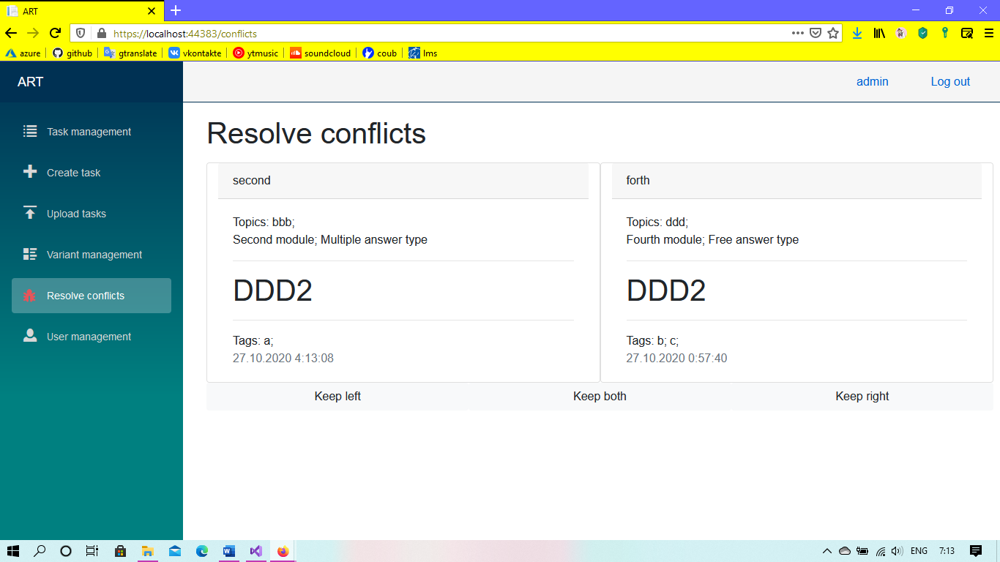 ART
https://localhost:44383/conflicts
azure github gtranslate vkontakte ytmusic soundcloud coub lms
ART
admin Log out
Task management
Create task
Upload tasks
Variant management
Resolve conflicts
User management
Resolve conflicts
second
Topics: bbb;
Second module; Multiple answer type
DDD2
Tags: a;
27.10.2020 4:13:08
forth
Topics: ddd;
Fourth module; Free answer type
DDD2
Tags: b; c;
27.10.2020 0:57:40
Keep left Keep both Keep right
ENG 7:13